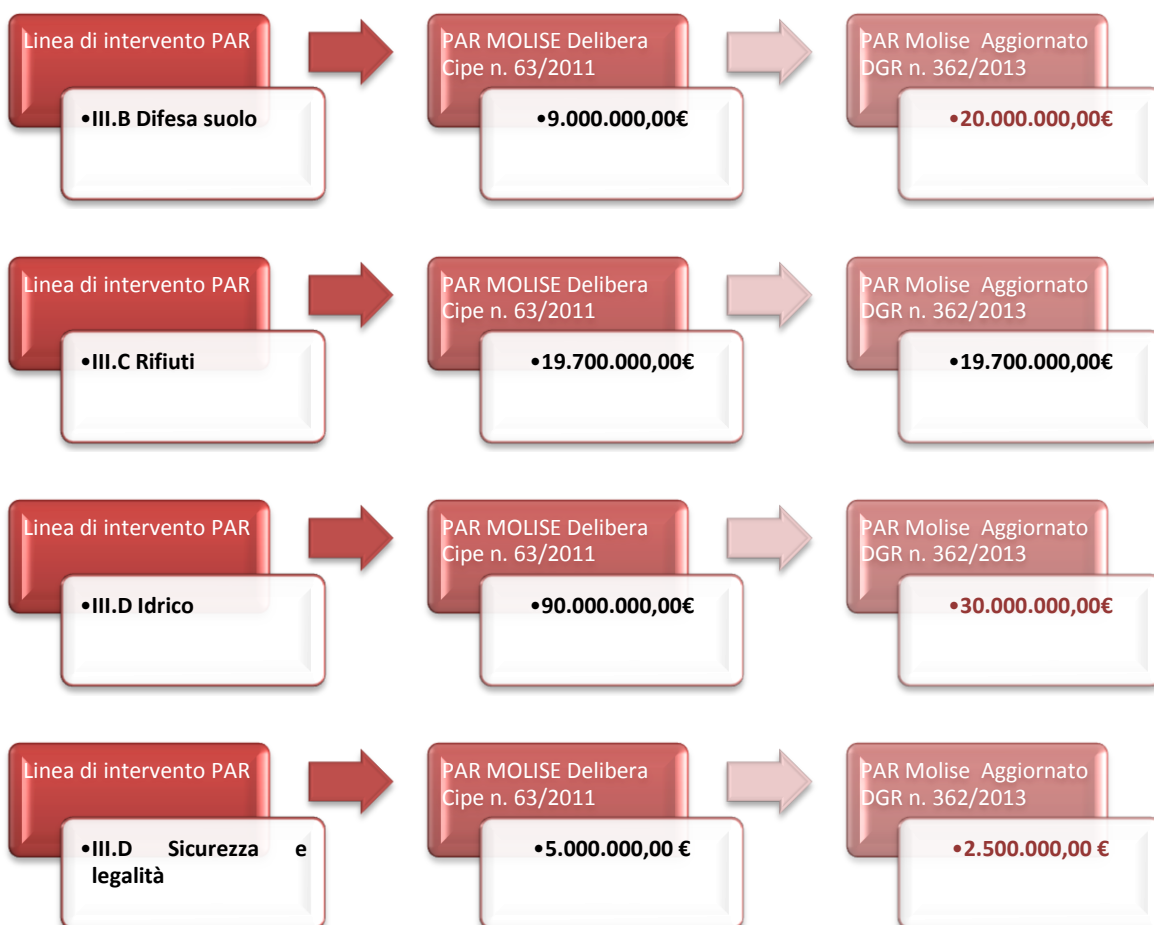 Linea di intervento PAR
•III.B Difesa suolo
PAR MOLISE Delibera
Cipe n. 63/2011
•9.000.000,00€
PAR Molise Aggiornato
DGR n. 362/2013
•20.000.000,00€
Linea di intervento PAR
•III.C Rifiuti
PAR MOLISE Delibera
Cipe n. 63/2011
•19.700.000,00€
PAR Molise Aggiornato
DGR n. 362/2013
•19.700.000,00€
Linea di intervento PAR
•III.D Idrico
PAR MOLISE Delibera
Cipe n. 63/2011
•90.000.000,00€
PAR Molise Aggiornato
DGR n. 362/2013
•30.000.000,00€
Linea di intervento PAR
•III.D Sicurezza e
legalità
PAR MOLISE Delibera
Cipe n. 63/2011
•5.000.000,00 €
PAR Molise Aggiornato
DGR n. 362/2013
•2.500.000,00 €